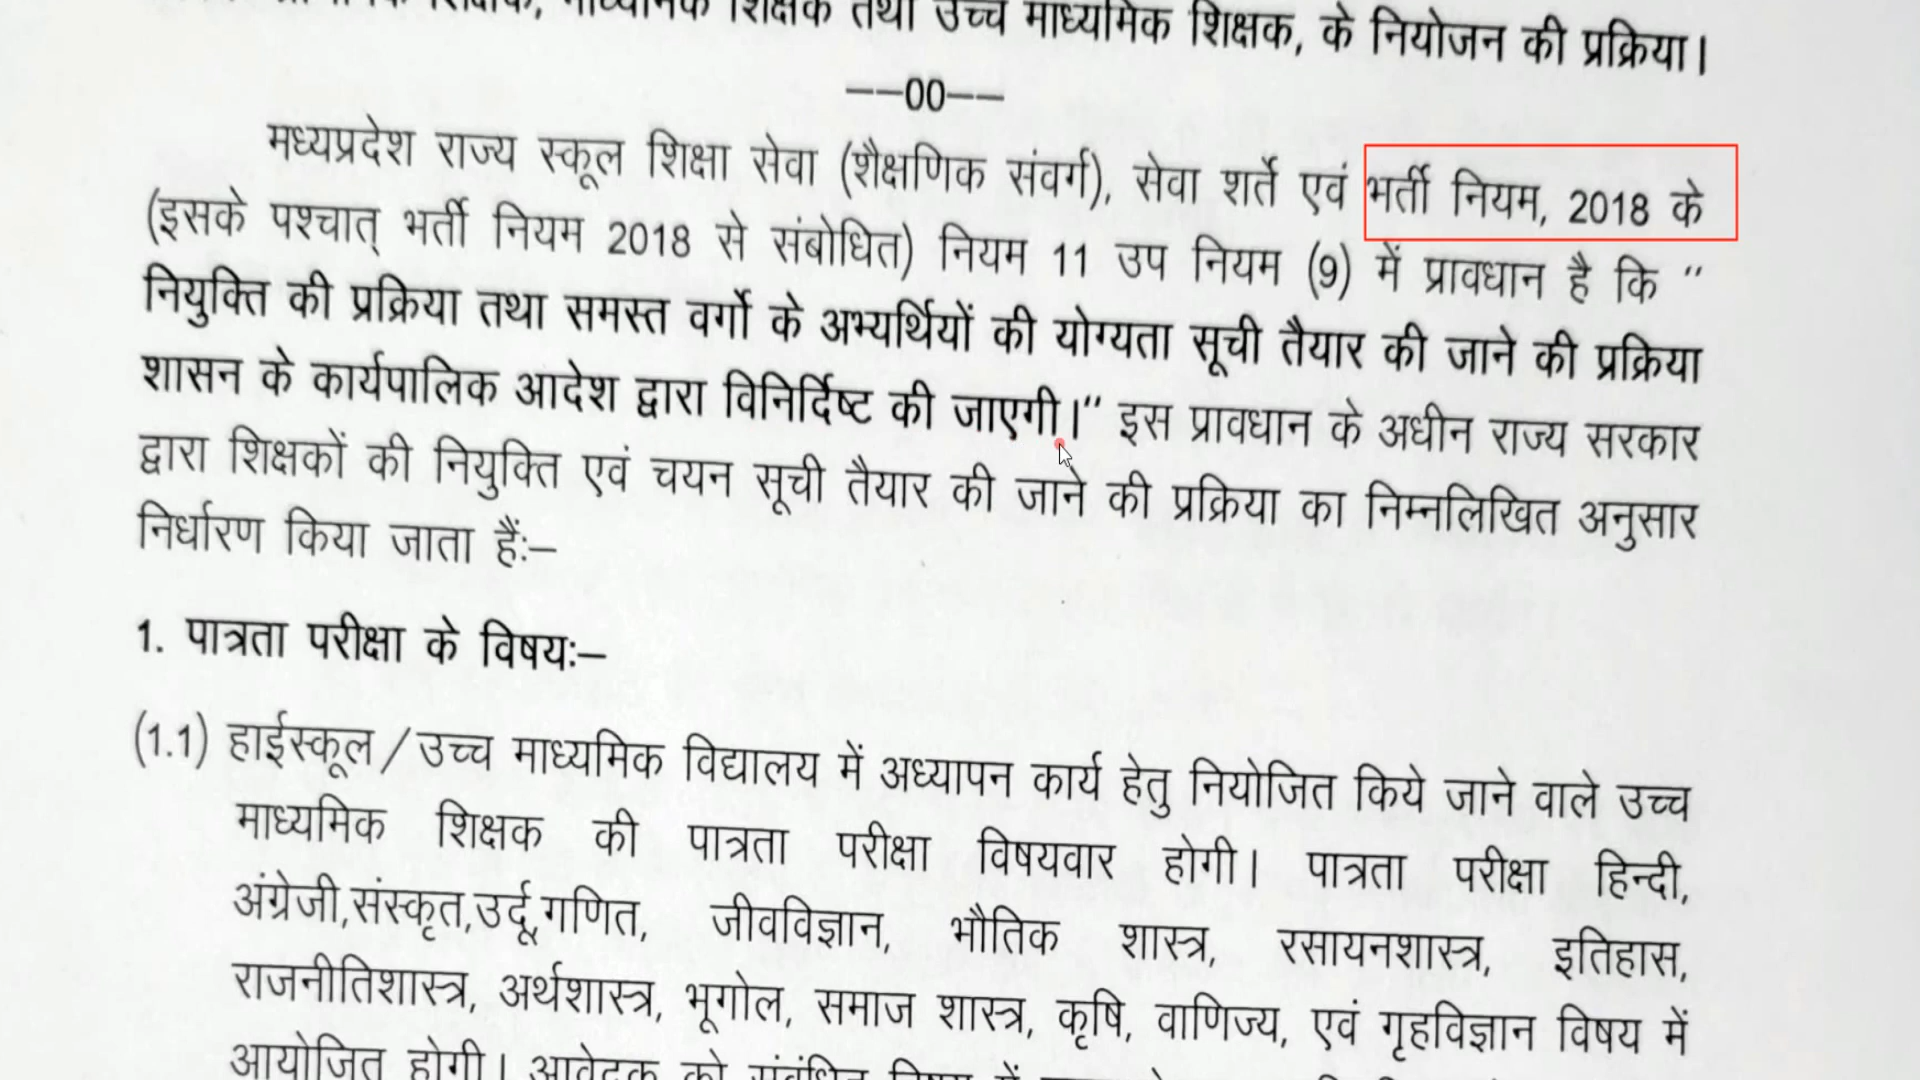 शिक्षक, माध्यमिक शिक्षक तथा उच्च माध्यमिक शिक्षक, के नियोजन की प्रक्रिया।
——00——
मध्यप्रदेश राज्य स्कूल शिक्षा सेवा (शैक्षणिक संवर्ग), सेवा शर्ते एवं भर्ती नियम, 2018 के
(इसके पश्चात् भर्ती नियम 2018 से संबोधित) नियम 11 उप नियम (9) में प्रावधान है कि “
नियुक्ति की प्रक्रिया तथा समस्त वर्गो के अभ्यर्थियों की योग्यता सूची तैयार की जाने की प्रक्रिया
शासन के कार्यपालिक आदेश द्वारा विनिर्दिष्ट की जाएगी।” इस प्रावधान के अधीन राज्य सरकार
द्वारा शिक्षकों की नियुक्ति एवं चयन सूची तैयार की जाने की प्रक्रिया का निम्नलिखित अनुसार
निर्धारण किया जाता हैं:–
1. पात्रता परीक्षा के विषयः–
(1.1) हाईस्कूल/उच्च माध्यमिक विद्यालय में अध्यापन कार्य हेतु नियोजित किये जाने वाले उच्च
माध्यमिक शिक्षक की पात्रता परीक्षा विषयवार होगी। पात्रता परीक्षा हिन्दी,
अंग्रेजी,संस्कृत,उर्दू,गणित, जीवविज्ञान, भौतिक शास्त्र, रसायनशास्त्र, इतिहास,
राजनीतिशास्त्र, अर्थशास्त्र, भूगोल, समाज शास्त्र, कृषि, वाणिज्य, एवं गृहविज्ञान विषय में
आयोजित होगी। आवेदक को संबंधित विषय में